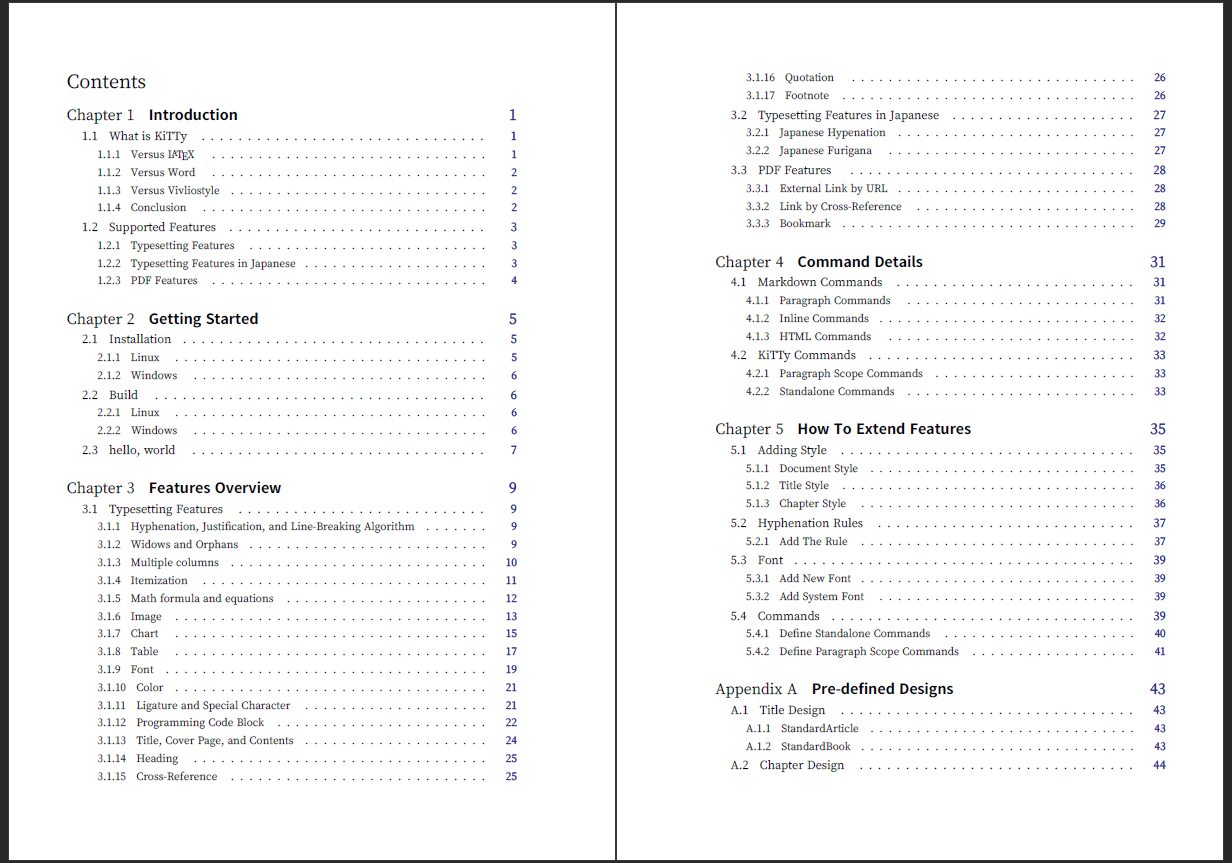 Contents
Chapter 1 Introduction 1
1.1 What is KiTTy . . . . . . . . . . . . . . . . . . . . . . . . . . . . . . 1
1.1.1 Versus LATEX . . . . . . . . . . . . . . . . . . . . . . . . . . . . . 1
1.1.2 Versus Word . . . . . . . . . . . . . . . . . . . . . . . . . . . . . 2
1.1.3 Versus Vivliostyle . . . . . . . . . . . . . . . . . . . . . . . . . . . 2
1.1.4 Conclusion . . . . . . . . . . . . . . . . . . . . . . . . . . . . . . 2
1.2 Supported Features . . . . . . . . . . . . . . . . . . . . . . . . . . . 3
1.2.1 Typesetting Features . . . . . . . . . . . . . . . . . . . . . . . . . 3
1.2.2 Typesetting Features in Japanese . . . . . . . . . . . . . . . . . . . 3
1.2.3 PDF Features . . . . . . . . . . . . . . . . . . . . . . . . . . . . . 4
Chapter 2 Getting Started 5
2.1 Installation . . . . . . . . . . . . . . . . . . . . . . . . . . . . . . . . 5
2.1.1 Linux . . . . . . . . . . . . . . . . . . . . . . . . . . . . . . . . . 5
2.1.2 Windows . . . . . . . . . . . . . . . . . . . . . . . . . . . . . . . 6
2.2 Build . . . . . . . . . . . . . . . . . . . . . . . . . . . . . . . . . . . 6
2.2.1 Linux . . . . . . . . . . . . . . . . . . . . . . . . . . . . . . . . . 6
2.2.2 Windows . . . . . . . . . . . . . . . . . . . . . . . . . . . . . . . 6
2.3 hello, world . . . . . . . . . . . . . . . . . . . . . . . . . . . . . . . 7
Chapter 3 Features Overview 9
3.1 Typesetting Features . . . . . . . . . . . . . . . . . . . . . . . . . . 9
3.1.1 Hyphenation, Justification, and Line-Breaking Algorithm . . . . . . . 9
3.1.2 Widows and Orphans . . . . . . . . . . . . . . . . . . . . . . . . . 9
3.1.3 Multiple columns . . . . . . . . . . . . . . . . . . . . . . . . . . . 10
3.1.4 Itemization . . . . . . . . . . . . . . . . . . . . . . . . . . . . . . 11
3.1.5 Math formula and equations . . . . . . . . . . . . . . . . . . . . . 12
3.1.6 Image . . . . . . . . . . . . . . . . . . . . . . . . . . . . . . . . . 13
3.1.7 Chart . . . . . . . . . . . . . . . . . . . . . . . . . . . . . . . . . 15
3.1.8 Table . . . . . . . . . . . . . . . . . . . . . . . . . . . . . . . . . 17
3.1.9 Font . . . . . . . . . . . . . . . . . . . . . . . . . . . . . . . . . . 19
3.1.10 Color . . . . . . . . . . . . . . . . . . . . . . . . . . . . . . . . . 21
3.1.11 Ligature and Special Character . . . . . . . . . . . . . . . . . . . 21
3.1.12 Programming Code Block . . . . . . . . . . . . . . . . . . . . . . 22
3.1.13 Title, Cover Page, and Contents . . . . . . . . . . . . . . . . . . . 24
3.1.14 Heading . . . . . . . . . . . . . . . . . . . . . . . . . . . . . . . 25
3.1.15 Cross-Reference . . . . . . . . . . . . . . . . . . . . . . . . . . . 25
3.1.16 Quotation . . . . . . . . . . . . . . . . . . . . . . . . . . . . . . 26
3.1.17 Footnote . . . . . . . . . . . . . . . . . . . . . . . . . . . . . . . 26
3.2 Typesetting Features in Japanese . . . . . . . . . . . . . . . . . . . 27
3.2.1 Japanese Hypenation . . . . . . . . . . . . . . . . . . . . . . . . . 27
3.2.2 Japanese Furigana . . . . . . . . . . . . . . . . . . . . . . . . . . 27
3.3 PDF Features . . . . . . . . . . . . . . . . . . . . . . . . . . . . . . 28
3.3.1 External Link by URL . . . . . . . . . . . . . . . . . . . . . . . . . 28
3.3.2 Link by Cross-Reference . . . . . . . . . . . . . . . . . . . . . . . 28
3.3.3 Bookmark . . . . . . . . . . . . . . . . . . . . . . . . . . . . . . . 29
Chapter 4 Command Details 31
4.1 Markdown Commands . . . . . . . . . . . . . . . . . . . . . . . . . 31
4.1.1 Paragraph Commands . . . . . . . . . . . . . . . . . . . . . . . . 31
4.1.2 Inline Commands . . . . . . . . . . . . . . . . . . . . . . . . . . . 32
4.1.3 HTML Commands . . . . . . . . . . . . . . . . . . . . . . . . . . 32
4.2 KiTTy Commands . . . . . . . . . . . . . . . . . . . . . . . . . . . . 33
4.2.1 Paragraph Scope Commands . . . . . . . . . . . . . . . . . . . . . 33
4.2.2 Standalone Commands . . . . . . . . . . . . . . . . . . . . . . . . 33
Chapter 5 How To Extend Features 35
5.1 Adding Style . . . . . . . . . . . . . . . . . . . . . . . . . . . . . . . 35
5.1.1 Document Style . . . . . . . . . . . . . . . . . . . . . . . . . . . . 35
5.1.2 Title Style . . . . . . . . . . . . . . . . . . . . . . . . . . . . . . . 36
5.1.3 Chapter Style . . . . . . . . . . . . . . . . . . . . . . . . . . . . . 36
5.2 Hyphenation Rules . . . . . . . . . . . . . . . . . . . . . . . . . . . 37
5.2.1 Add The Rule . . . . . . . . . . . . . . . . . . . . . . . . . . . . . 37
5.3 Font . . . . . . . . . . . . . . . . . . . . . . . . . . . . . . . . . . . 39
5.3.1 Add New Font . . . . . . . . . . . . . . . . . . . . . . . . . . . . . 39
5.3.2 Add System Font . . . . . . . . . . . . . . . . . . . . . . . . . . . 39
5.4 Commands . . . . . . . . . . . . . . . . . . . . . . . . . . . . . . . . 39
5.4.1 Define Standalone Commands . . . . . . . . . . . . . . . . . . . . 40
5.4.2 Define Paragraph Scope Commands . . . . . . . . . . . . . . . . . 41
Appendix A Pre-defined Designs 43
A.1 Title Design . . . . . . . . . . . . . . . . . . . . . . . . . . . . . . . 43
A.1.1 StandardArticle . . . . . . . . . . . . . . . . . . . . . . . . . . . . 43
A.1.2 StandardBook . . . . . . . . . . . . . . . . . . . . . . . . . . . . . 43
A.2 Chapter Design . . . . . . . . . . . . . . . . . . . . . . . . . . . . . 44